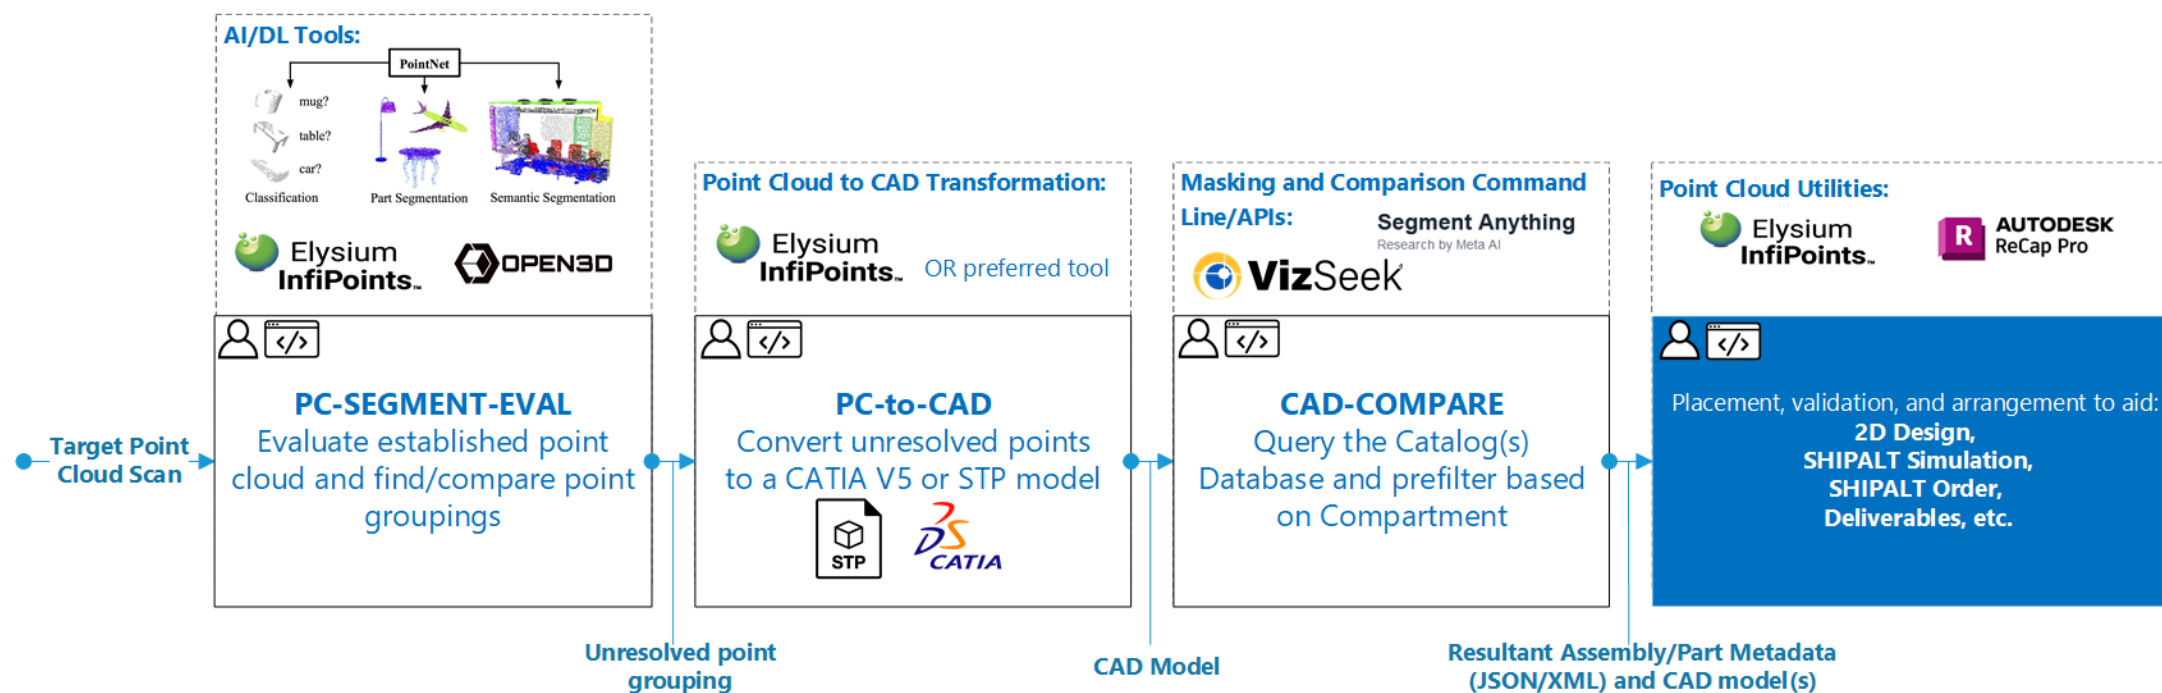 AI/DL Tools:
PointNet
mug?
table?
car?
Classification
Part Segmentation
Semantic Segmentation
Elysium
InfiPoints™
OPEN3D
Point Cloud to CAD Transformation:
Elysium
InfiPoints™
OR preferred tool
Masking and Comparison Command
Line/APIs:
Segment Anything
Research by Meta AI
VizSeek
Point Cloud Utilities:
Elysium
InfiPoints™
R
AUTODESK
ReCap Pro
Target Point
Cloud Scan
</>
PC-SEGMENT-EVAL
Evaluate established point
cloud and find/compare point
groupings
Unresolved point
grouping
</>
PC-to-CAD
Convert unresolved points
to a CATIA V5 or STP model
STP
DS
CATIA
CAD Model
</>
CAD-COMPARE
Query the Catalog(s)
Database and prefilter based
on Compartment
Resultant Assembly/Part Metadata
(JSON/XML) and CAD model(s)
</>
Placement, validation, and arrangement to aid:
2D Design,
SHIPALT Simulation,
SHIPALT Order,
Deliverables, etc.